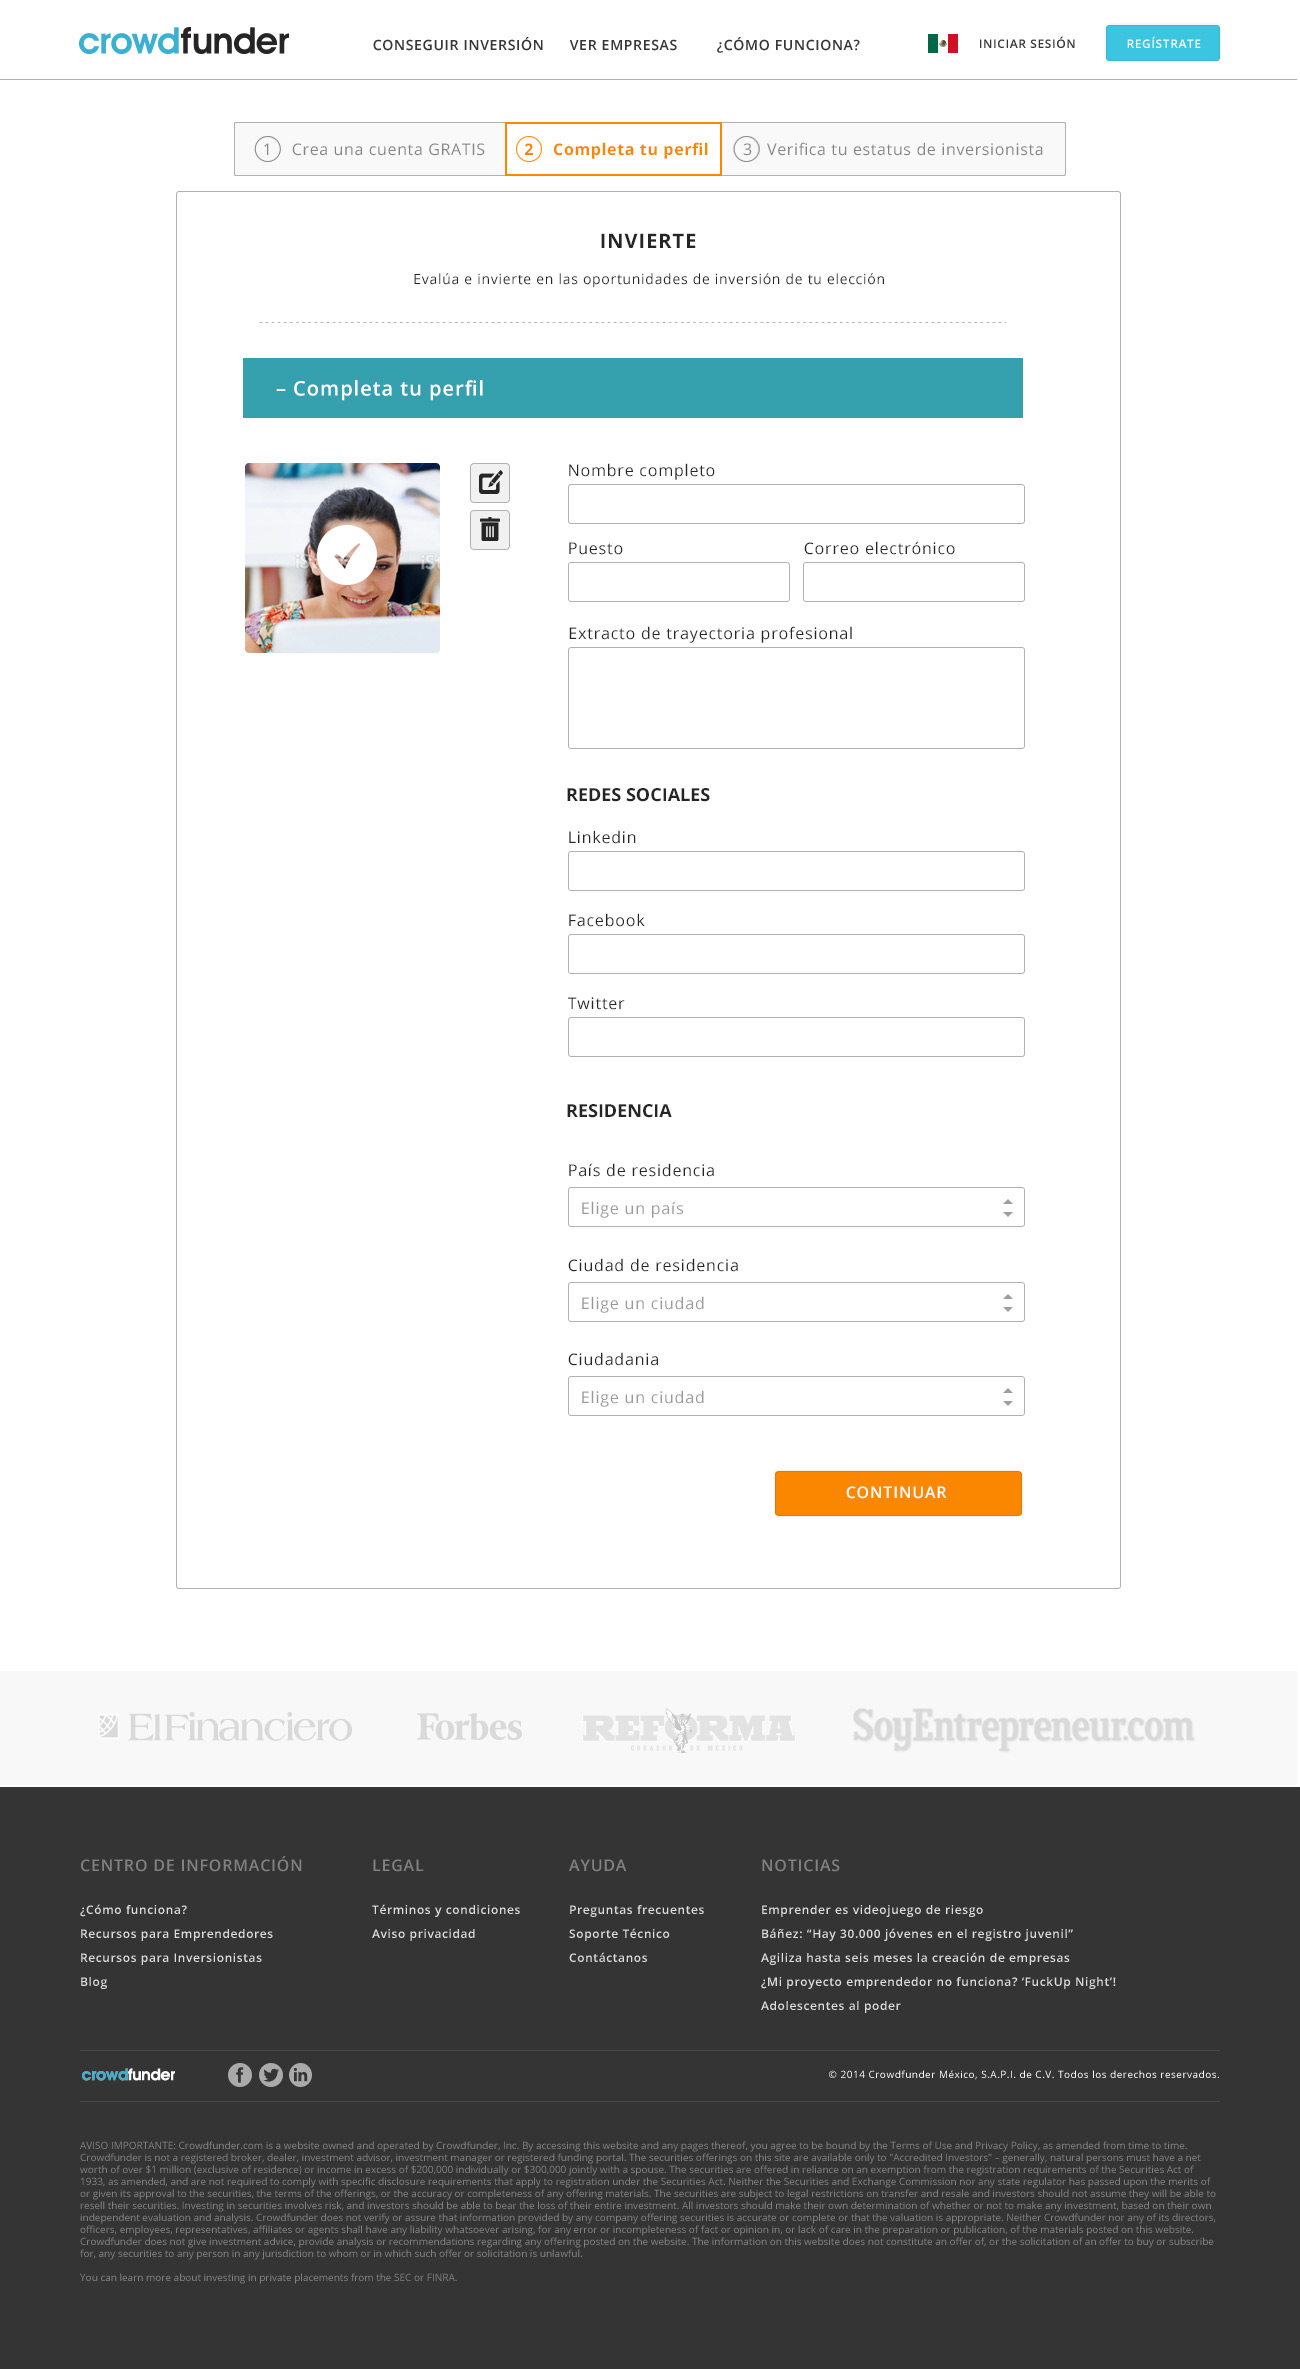 crowdfunder
CONSEGUIR INVERSIÓN VER EMPRESAS ¿CÓMO FUNCIONA? INICIAR SESIÓN REGÍSTRATE
1 Crea una cuenta GRATIS 2 Completa tu perfil 3 Verifica tu estatus de inversionista
INVIERTE
Evalúa e invierte en las oportunidades de inversión de tu elección
– Completa tu perfil
Nombre completo
Puesto Correo electrónico
Extracto de trayectoria profesional
REDES SOCIALES
Linkedin
Facebook
Twitter
RESIDENCIA
País de residencia
Elige un país
Ciudad de residencia
Elige un ciudad
Ciudadania
Elige un ciudad
CONTINUAR
El Financiero Forbes REFORMA SoyEntrepreneur.com
CORAZON DE MEXICO
CENTRO DE INFORMACIÓN LEGAL AYUDA NOTICIAS
¿Cómo funciona? Términos y condiciones Preguntas frecuentes Emprender es videojuego de riesgo
Recursos para Emprendedores Aviso privacidad Soporte Técnico Báñez: “Hay 30.000 jóvenes en el registro juvenil”
Recursos para Inversionistas Contáctanos Agiliza hasta seis meses la creación de empresas
Blog ¿Mi proyecto emprendedor no funciona? ‘FuckUp Night’!
Adolescentes al poder
crowdfunder f in © 2014 Crowdfunder México, S.A.P.I. de C.V. Todos los derechos reservados.
AVISO IMPORTANTE: Crowdfunder.com is a website owned and operated by Crowdfunder, Inc. By accessing this website and any pages thereof, you agree to be bound by the Terms of Use and Privacy Policy, as amended from time to time.
Crowdfunder is not a registered broker, dealer, investment advisor, investment manager or registered funding portal. The securities offerings on this site are available only to “Accredited Investors” – generally, natural persons must have a net
worth of over $1 million (exclusive of residence) or income in excess of $200,000 individually or $300,000 jointly with a spouse. The securities are offered in reliance on an exemption from the registration requirements of the Securities Act of
1933, as amended, and are not required to comply with specific disclosure requirements that apply to registration under the Securities Act. Neither the Securities and Exchange Commission nor any state regulator has passed upon the merits of
or given its approval to the securities, the terms of the offerings, or the accuracy or completeness of any offering materials. The securities are subject to legal restrictions on transfer and resale and investors should not assume they will be able to
resell their securities. Investing in securities involves risk, and investors should be able to bear the loss of their entire investment. All investors should make their own determination of whether or not to make any investment, based on their own
independent evaluation and analysis. Crowdfunder does not verify or assure that information provided by any company offering securities is accurate or complete or that the valuation is appropriate. Neither Crowdfunder nor any of its directors,
officers, employees, representatives, affiliates or agents shall have any liability whatsoever arising, for any error or incompleteness of fact or opinion in, or lack of care in the preparation or publication, of the materials posted on this website.
Crowdfunder does not give investment advice, provide analysis or recommendations regarding any offering posted on the website. The information on this website does not constitute an offer of, or the solicitation of an offer to buy or subscribe
for, any securities to any person in any jurisdiction to whom or in which such offer or solicitation is unlawful.
You can learn more about investing in private placements from the SEC or FINRA.